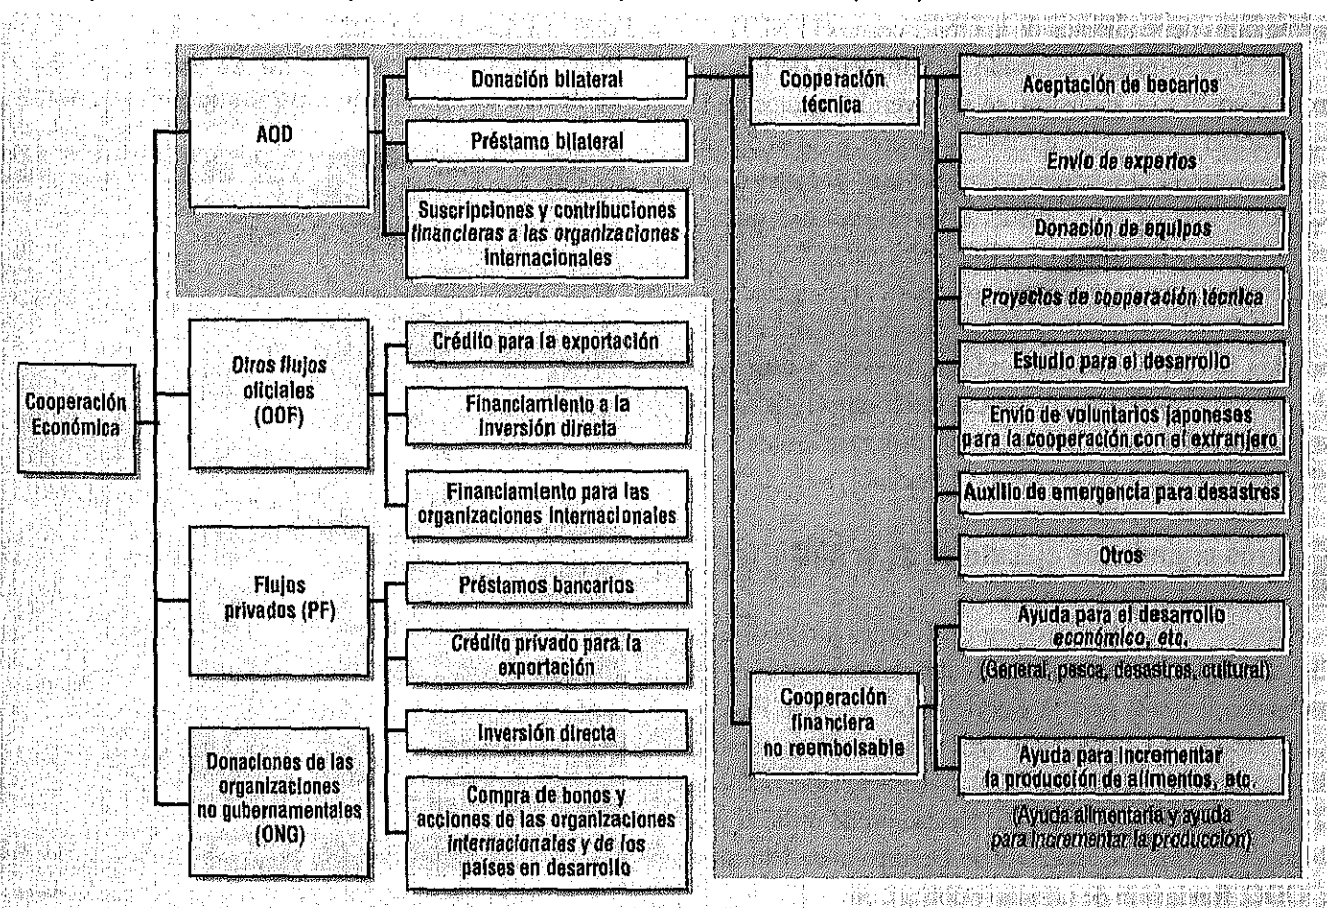 Cooperación
Económica
AOD
Donación bilateral
Préstamo bilateral
Suscripciones y contribuciones
financieras a las organizaciones
internacionales
Otros flujos
oficiales
(OOF)
Crédito para la exportación
Financiamiento a la
inversión directa
Financiamiento para las
organizaciones internacionales
Flujos
privados (PF)
Préstamos bancarios
Crédito privado para la
exportación
Inversión directa
Compra de bonos y
acciones de las organizaciones
internacionales y de los
países en desarrollo
Donaciones de las
organizaciones
no gubernamentales
(ONG)
Cooperación
técnica
Aceptación de becarios
Envío de expertos
Donación de equipos
Proyectos de cooperación técnica
Estudio para el desarrollo
Envío de voluntarios japoneses
para la cooperación con el extranjero
Auxilio de emergencia para desastres
Otros
Cooperación
financiera
no reembolsable
Ayuda para el desarrollo
económico, etc.
(General, pesca, desastres, cultural)
Ayuda para incrementar
la producción de alimentos, etc.
(Ayuda alimentaria y ayuda
para incrementar la producción)